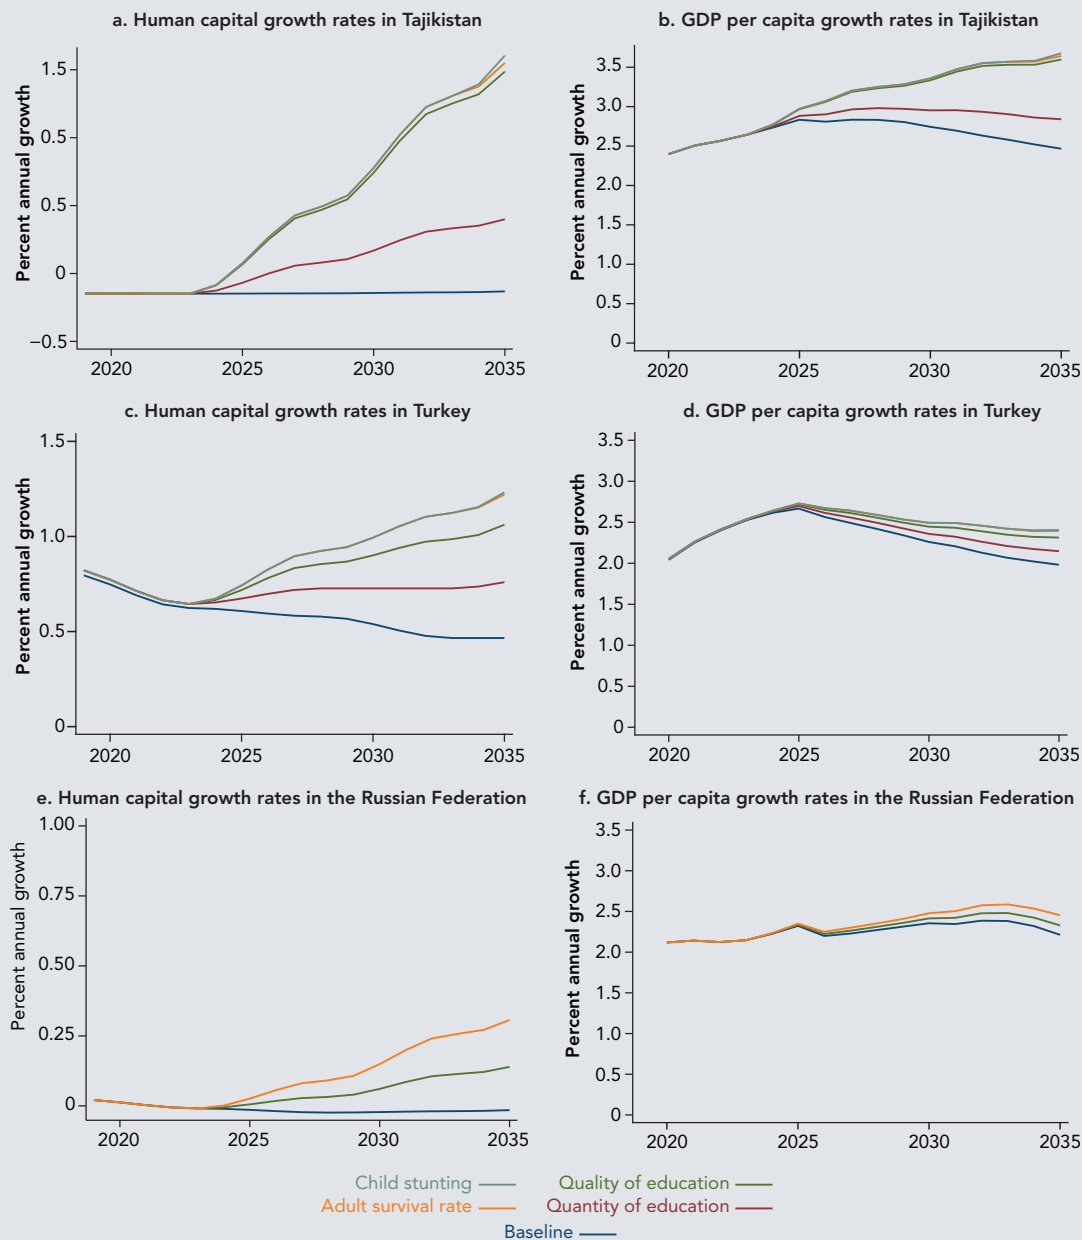 a. Human capital growth rates in Tajikistan
Percent annual growth
1.5
0.5
0.5
0
−0.5
2020 2025 2030 2035
b. GDP per capita growth rates in Tajikistan
Percent annual growth
3.5
3.0
2.5
2.0
1.5
1.0
0.5
0
2020 2025 2030 2035
c. Human capital growth rates in Turkey
Percent annual growth
1.5
1.0
0.5
0
2020 2025 2030 2035
d. GDP per capita growth rates in Turkey
Percent annual growth
3.5
3.0
2.5
2.0
1.5
1.0
0.5
0
2020 2025 2030 2035
e. Human capital growth rates in the Russian Federation
Percent annual growth
1.00
0.75
0.50
0.25
0
2020 2025 2030 2035
f. GDP per capita growth rates in the Russian Federation
Percent annual growth
3.5
3.0
2.5
2.0
1.5
1.0
0.5
0
2020 2025 2030 2035
Child stunting Quality of education
Adult survival rate Quantity of education
Baseline